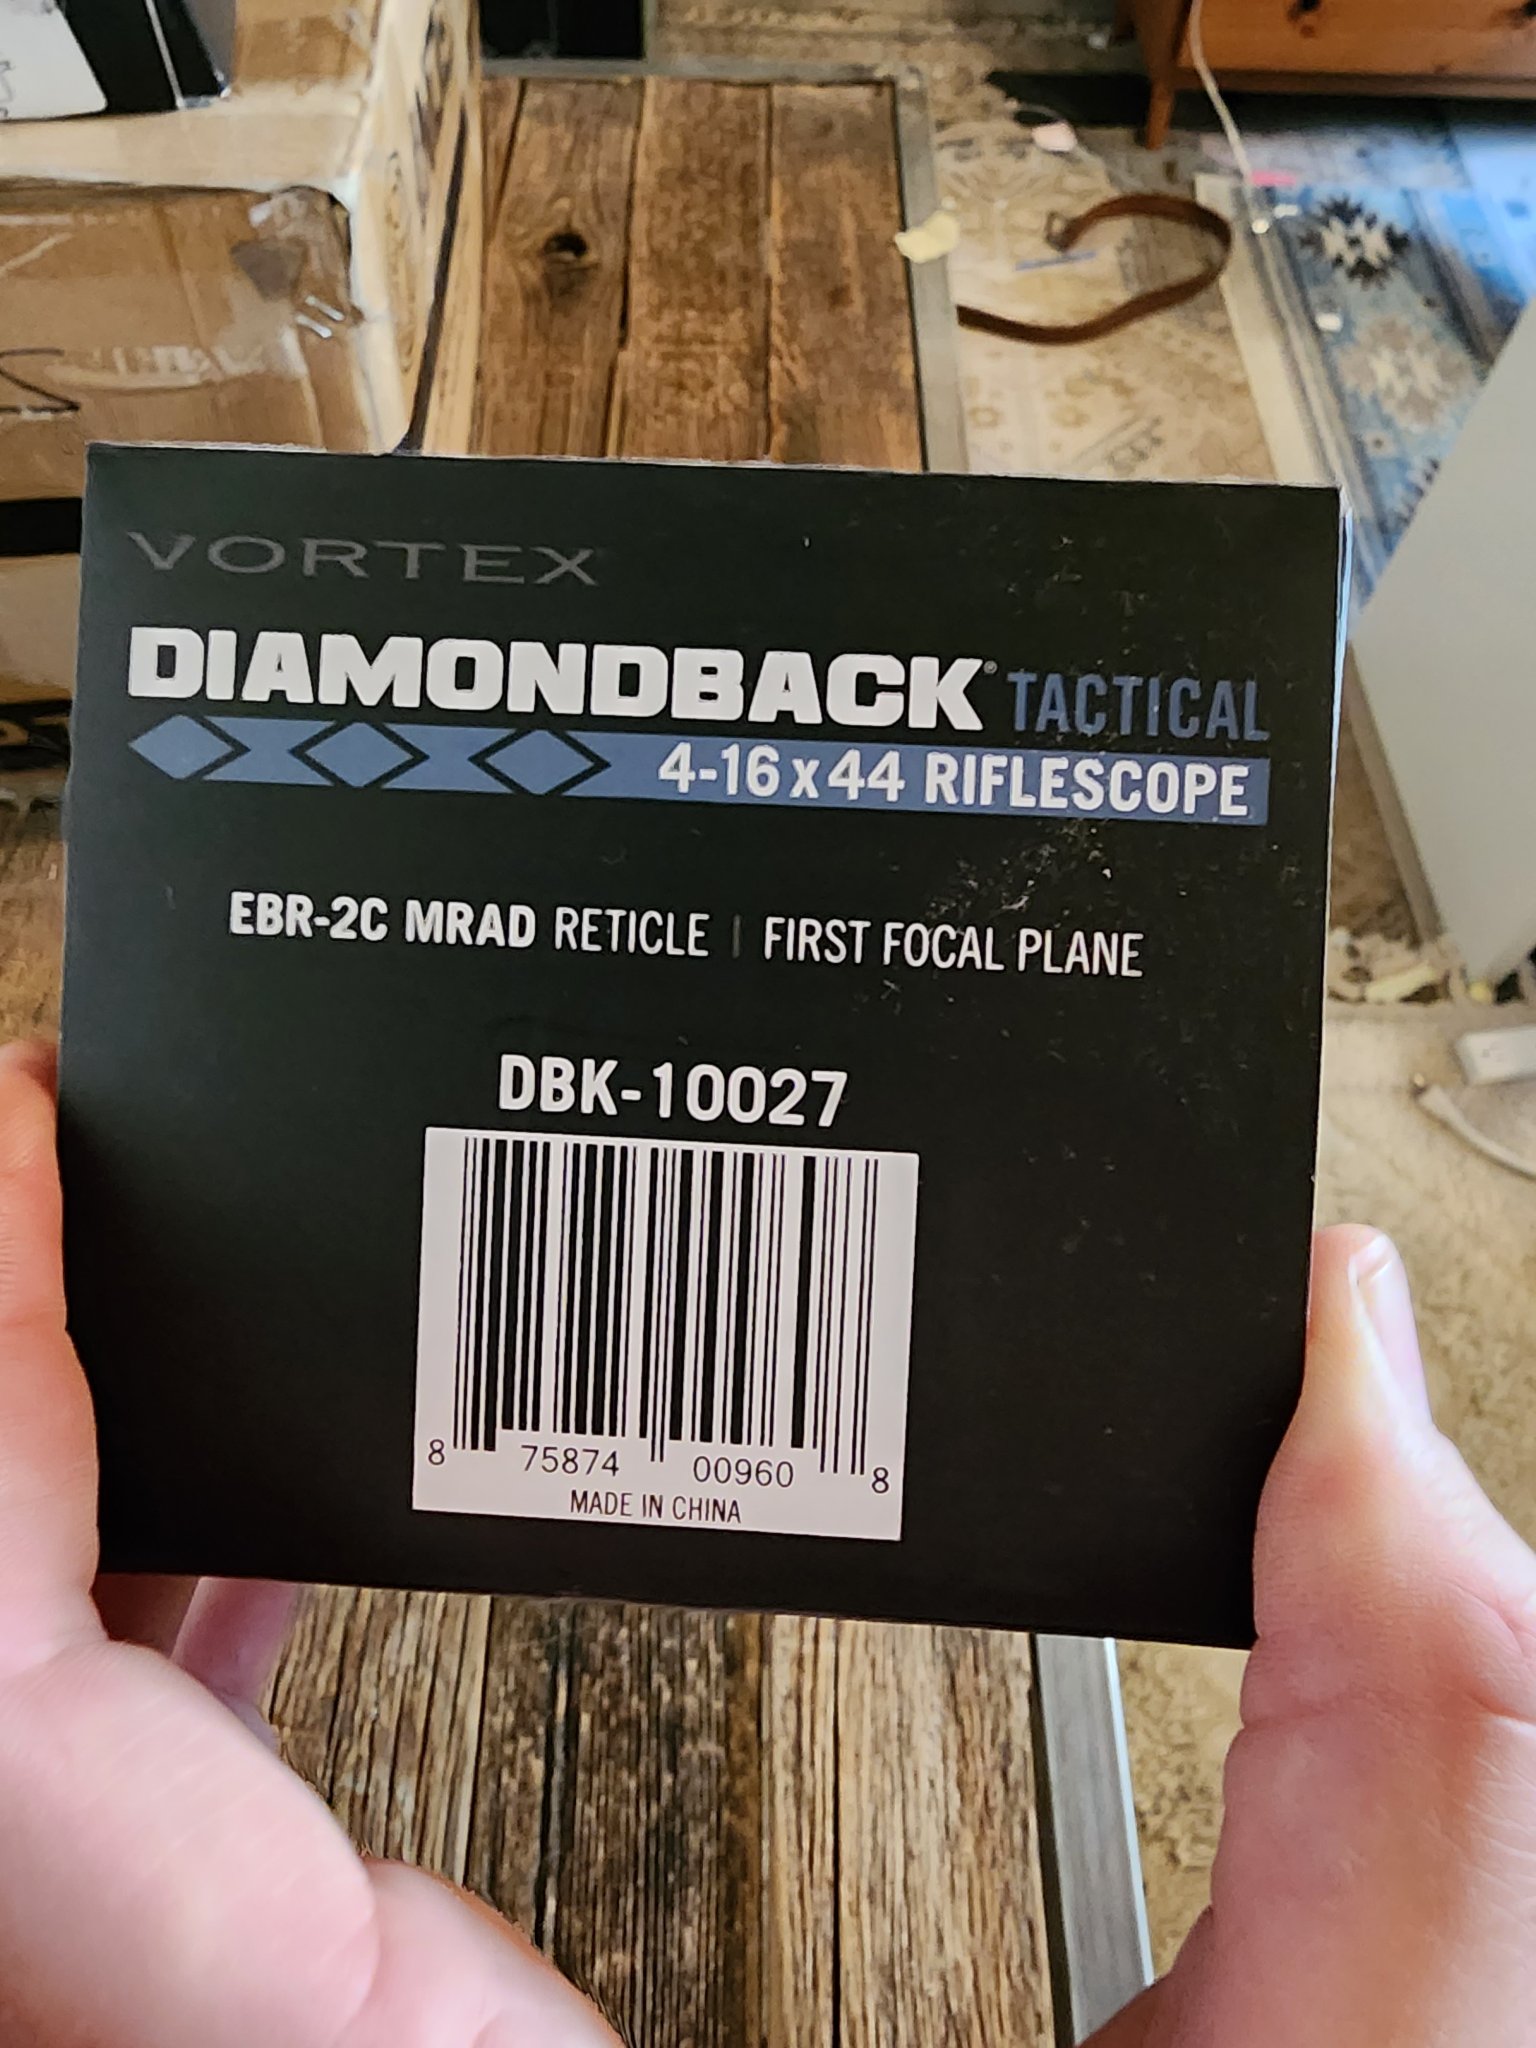 VORTEX
DIAMONDBACK® TACTICAL
4-16x44 RIFLESCOPE
EBR-2C MRAD RETICLE | FIRST FOCAL PLANE
DBK-10027
8 75874 00960 8
MADE IN CHINA